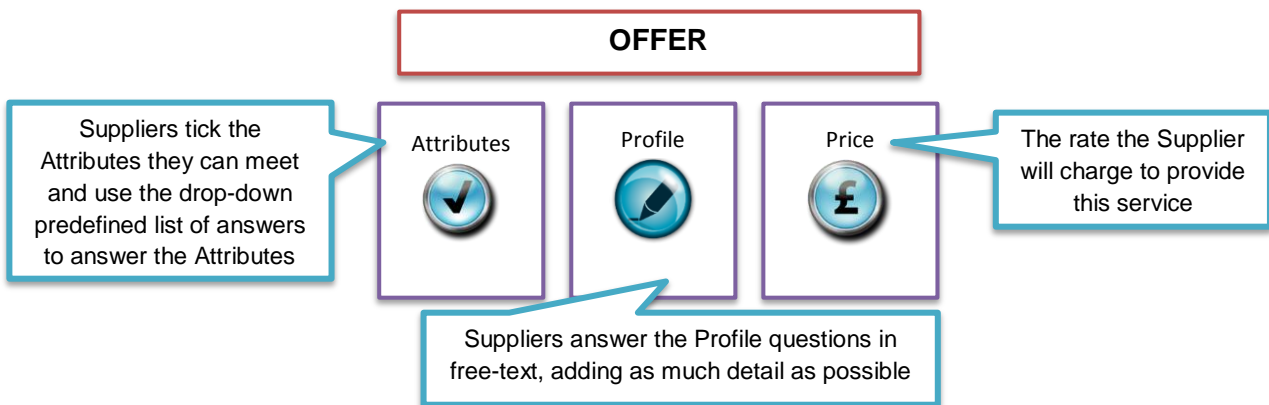 OFFER
Suppliers tick the
Attributes they can meet
and use the drop-down
predefined list of answers
to answer the Attributes
Attributes
Profile
Price
£
The rate the Supplier
will charge to provide
this service
Suppliers answer the Profile questions in
free-text, adding as much detail as possible